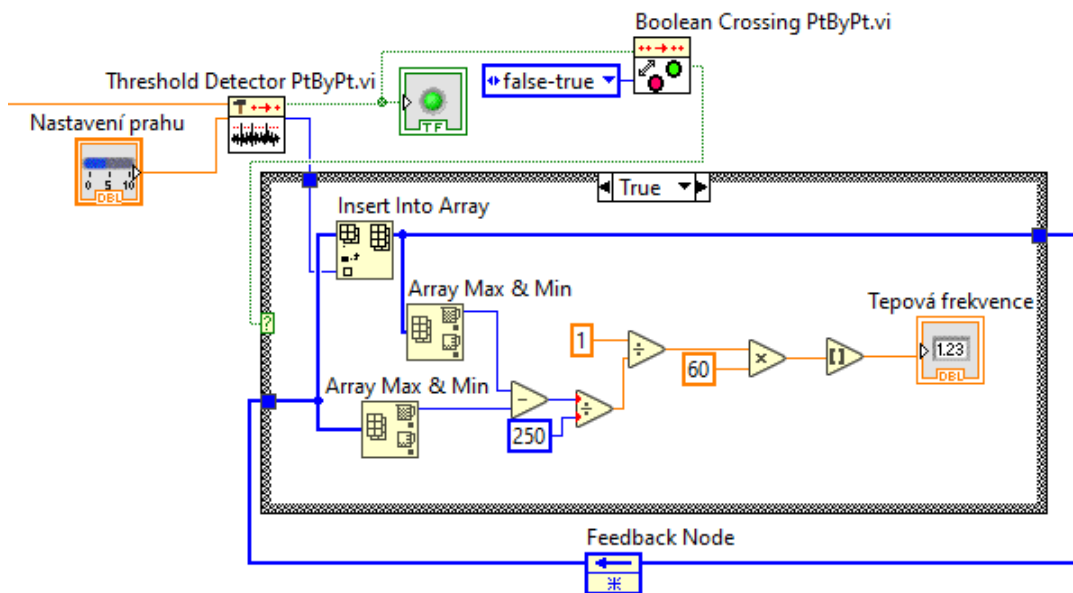 Boolean Crossing PtByPt.vi
Threshold Detector PtByPt.vi
false-true
TF
Nastavení prahu
0 5 10
DBL
True
Insert Into Array
Array Max & Min
Tepová frekvence
1
1.23
?
60
DBL
Array Max & Min
250
Feedback Node